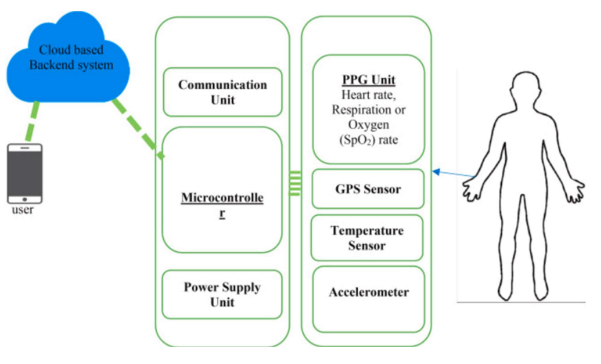 Cloud based
Backend system
user
Communication
Unit
Microcontrolle
r
Power Supply
Unit
PPG Unit
Heart rate,
Respiration or
Oxygen
(SpO₂) rate
GPS Sensor
Temperature
Sensor
Accelerometer